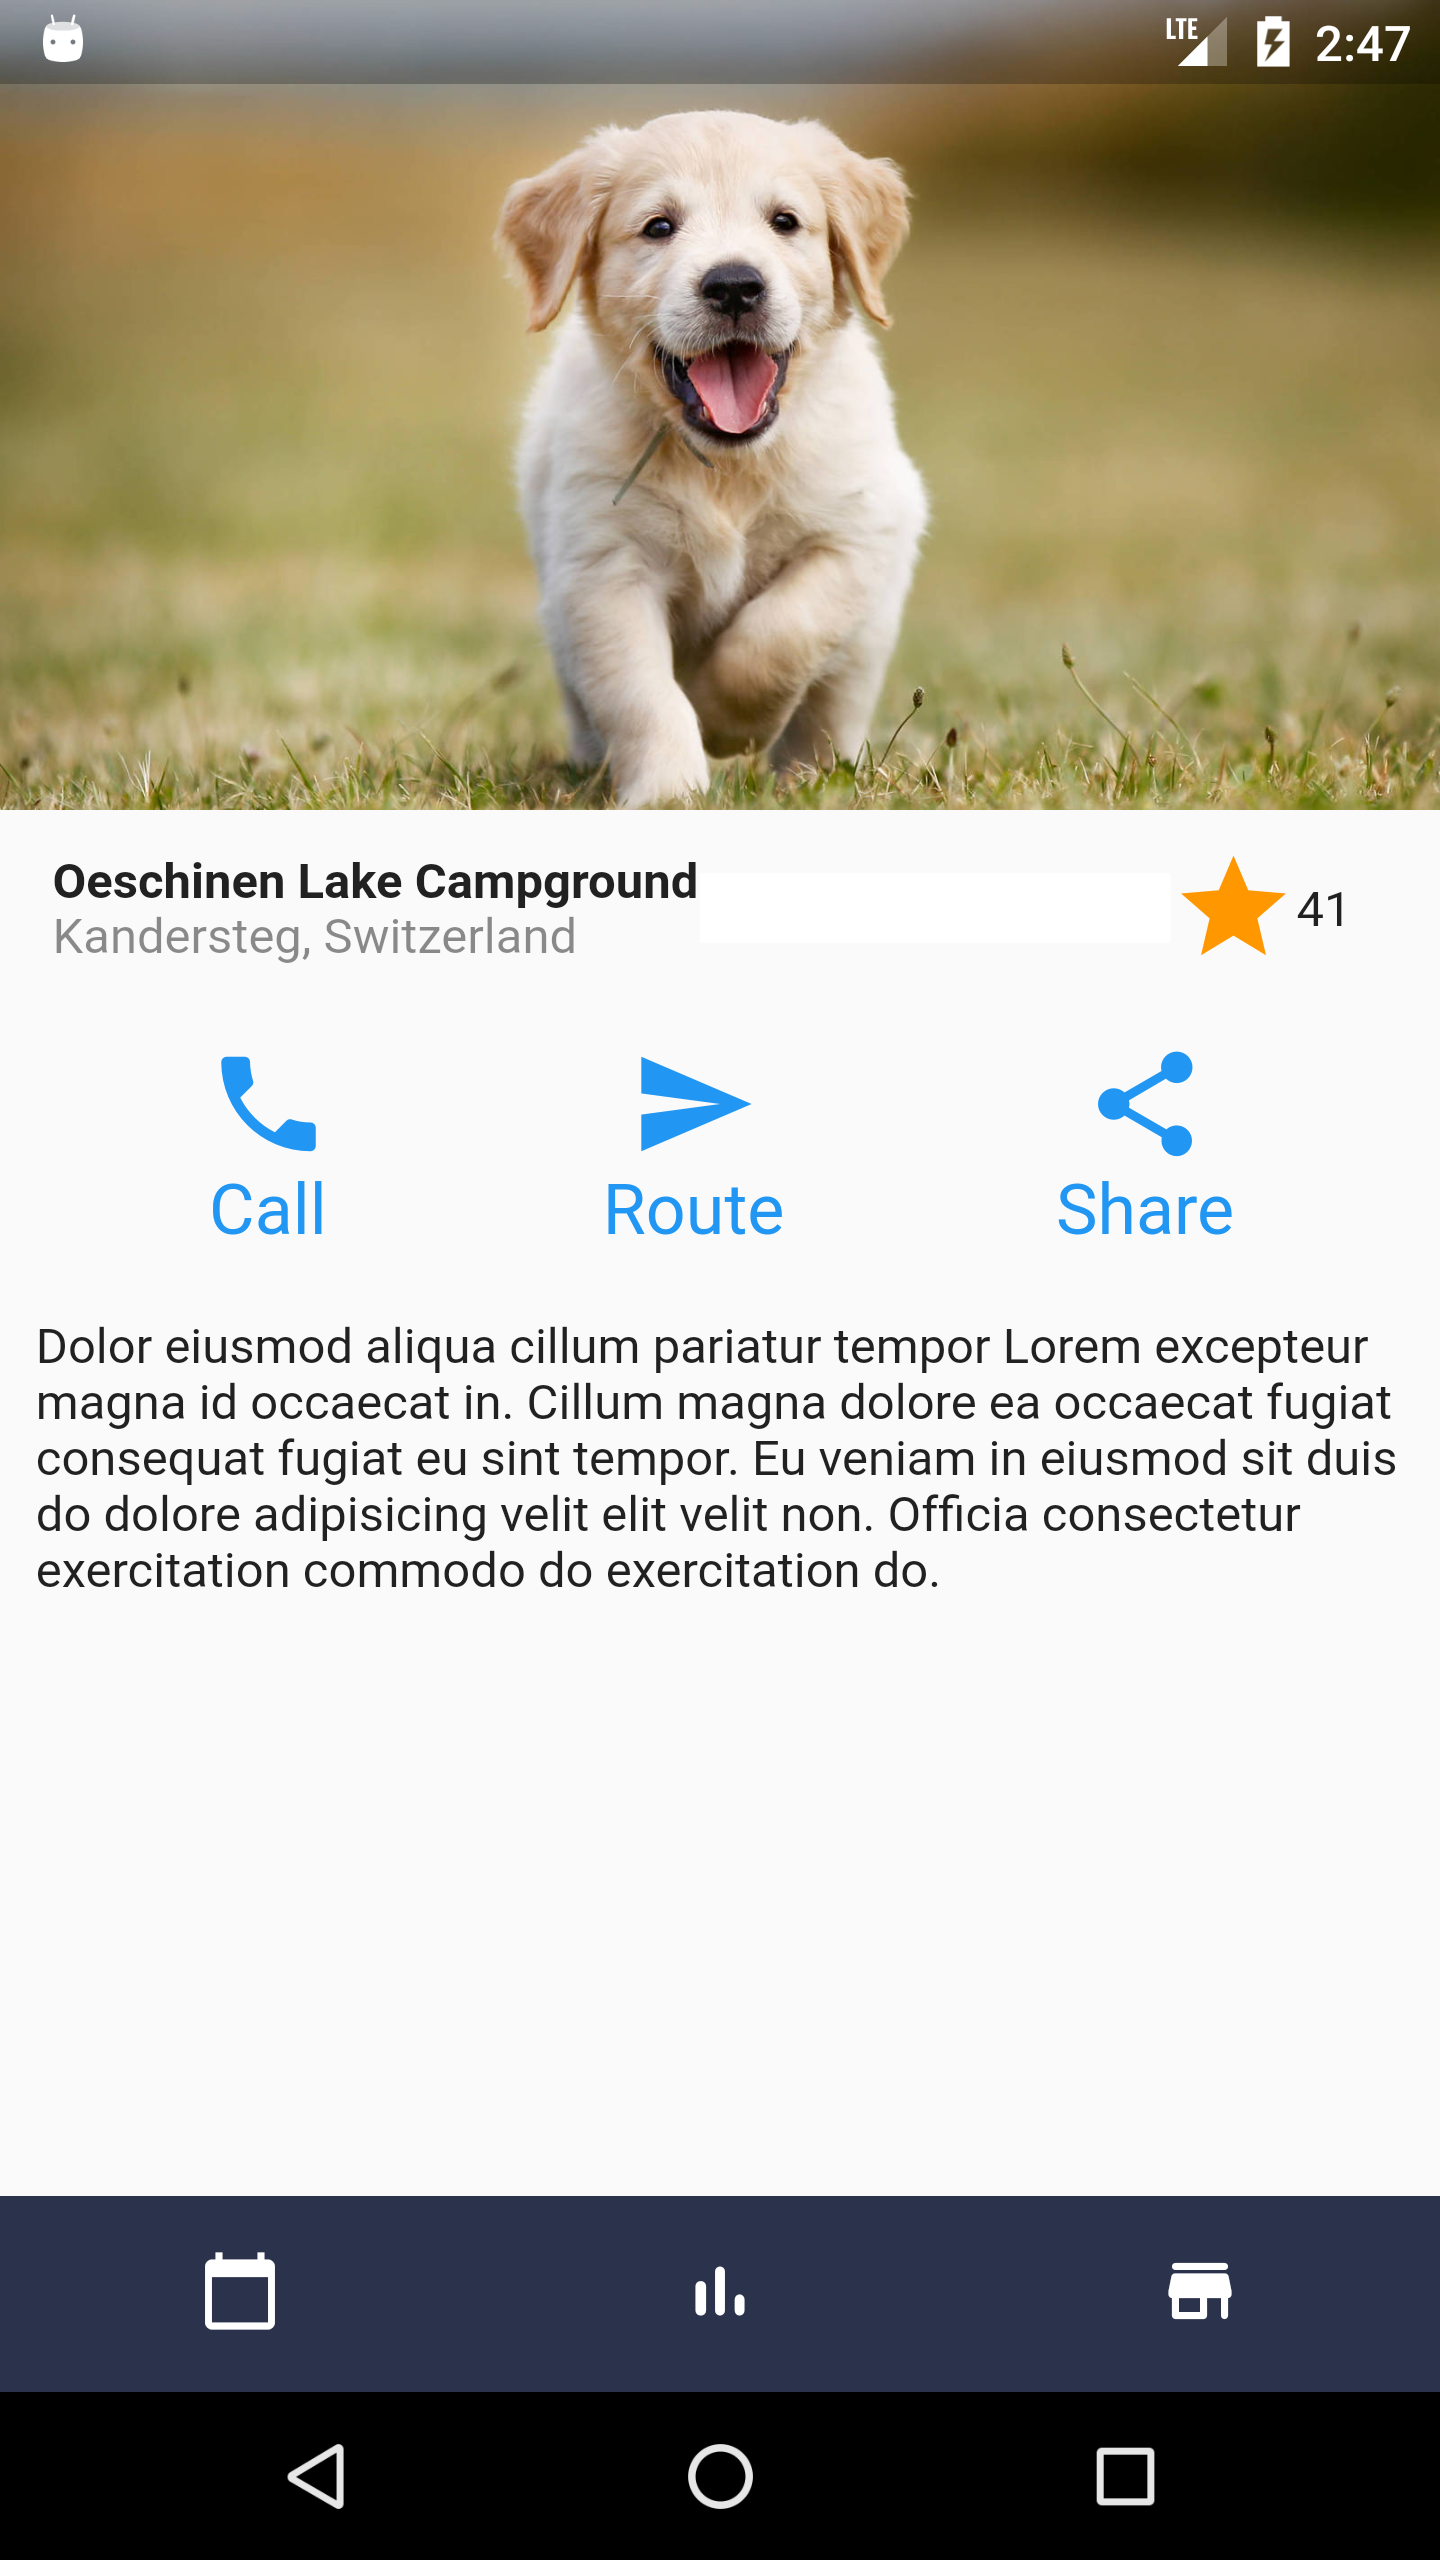 LTE 2:47
Oeschinen Lake Campground
Kandersteg, Switzerland
41
Call Route Share
Dolor eiusmod aliqua cillum pariatur tempor Lorem excepteur
magna id occaecat in. Cillum magna dolore ea occaecat fugiat
consequat fugiat eu sint tempor. Eu veniam in eiusmod sit duis
do dolore adipisicing velit elit velit non. Officia consectetur
exercitation commodo do exercitation do.